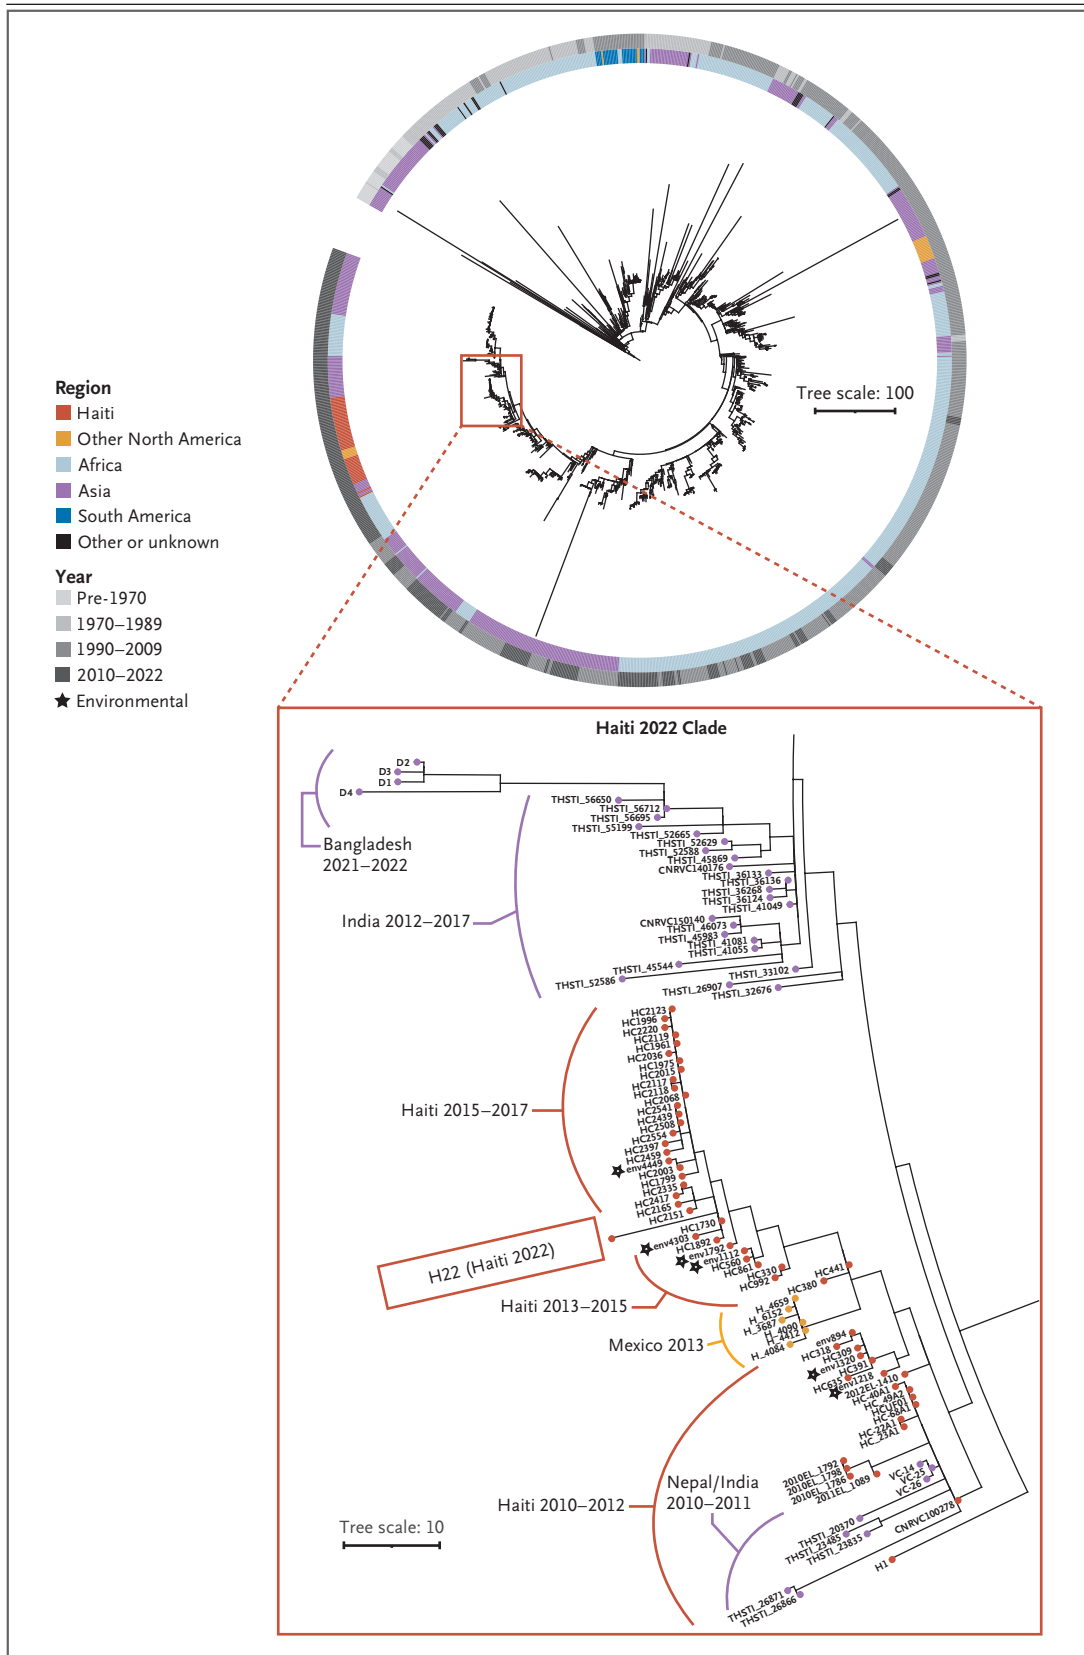 Region
Haiti
Other North America
Africa
Asia
South America
Other or unknown
Year
Pre-1970
1970–1989
1990–2009
2010–2022
Environmental
Tree scale: 100
Haiti 2022 Clade
D2
D3
D1
D4
Bangladesh
2021–2022
THSTI_56650
THSTI_56712
THSTI_56695
THSTI_55199
THSTI_52665
THSTI_52629
THSTI_52588
THSTI_45869
CNRVC140176
THSTI_36133
THSTI_36136
THSTI_36268
THSTI_36124
THSTI_41049
India 2012–2017
CNRVC150140
THSTI_46073
THSTI_45983
THSTI_41081
THSTI_41055
THSTI_45544
THSTI_33102
THSTI_52586
THSTI_26907
THSTI_32676
HC2123
HC1996
HC2220
HC2119
HC1961
HC2036
HC1975
HC2015
HC2117
HC2118
HC2068
Haiti 2015–2017
HC2541
HC2439
HC2508
HC2554
HC2397
HC2459
env4449
HC2003
HC1799
HC2335
HC2417
HC2165
HC2151
HC1730
env4303
HC1892
env1792
env1112
HC560
HC861
HC330
HC992
H22 (Haiti 2022)
HC441
HC380
Haiti 2013–2015
H_4659
H_6152
H_3687
H_4090
H_4412
H_4084
Mexico 2013
env894
HC318
HC309
env1320
HC391
HC635
env1218
2012EL-1410
HC-40A1
HC_49A2
HCUF01
HC-68A1
HC-22A1
HC_23A1
2010EL_1792
2010EL_1798
2010EL_1786
2011EL_1089
VC-14
VC-25
VC-26
Nepal/India
2010–2011
Haiti 2010–2012
CNRVC100278
THSTI_20370
THSTI_23485
THSTI_23835
Tree scale: 10
H1
THSTI_26871
THSTI_26866